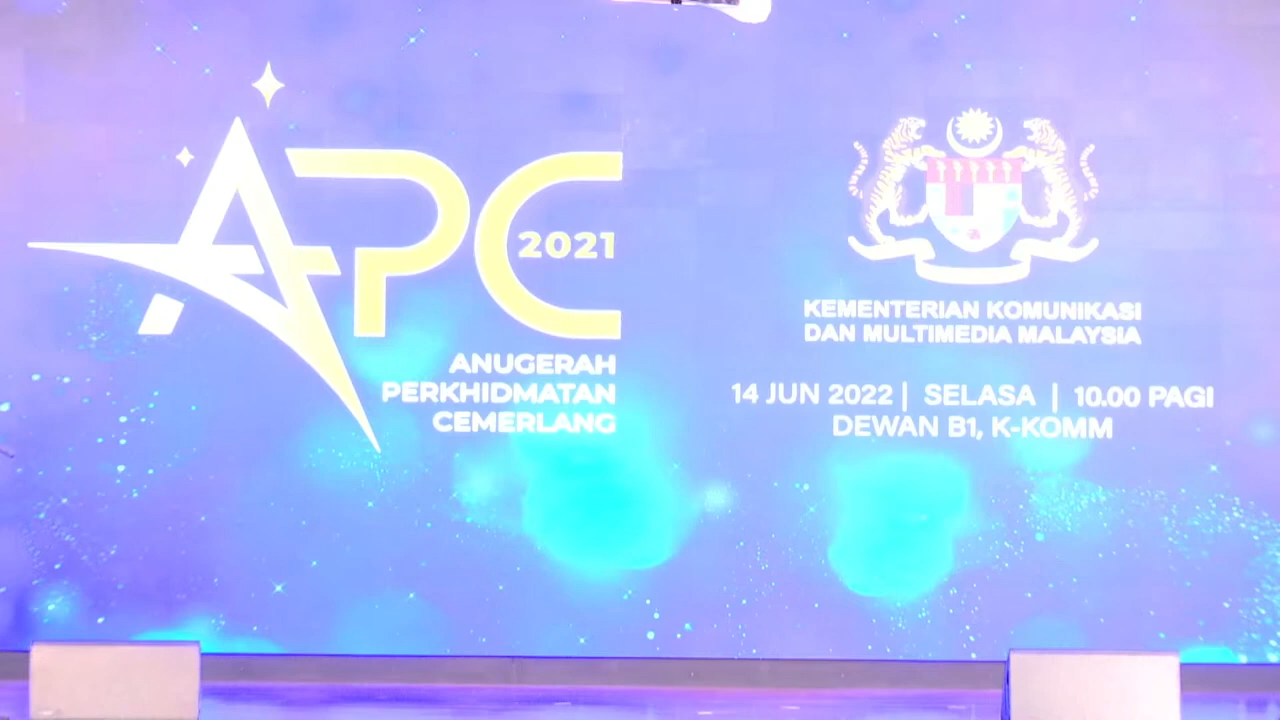 APC
2021
ANUGERAH
PERKHIDMATAN
CEMERLANG
KEMENTERIAN KOMUNIKASI
DAN MULTIMEDIA MALAYSIA
14 JUN 2022 | SELASA | 10.00 PAGI
DEWAN B1, K-KOMM